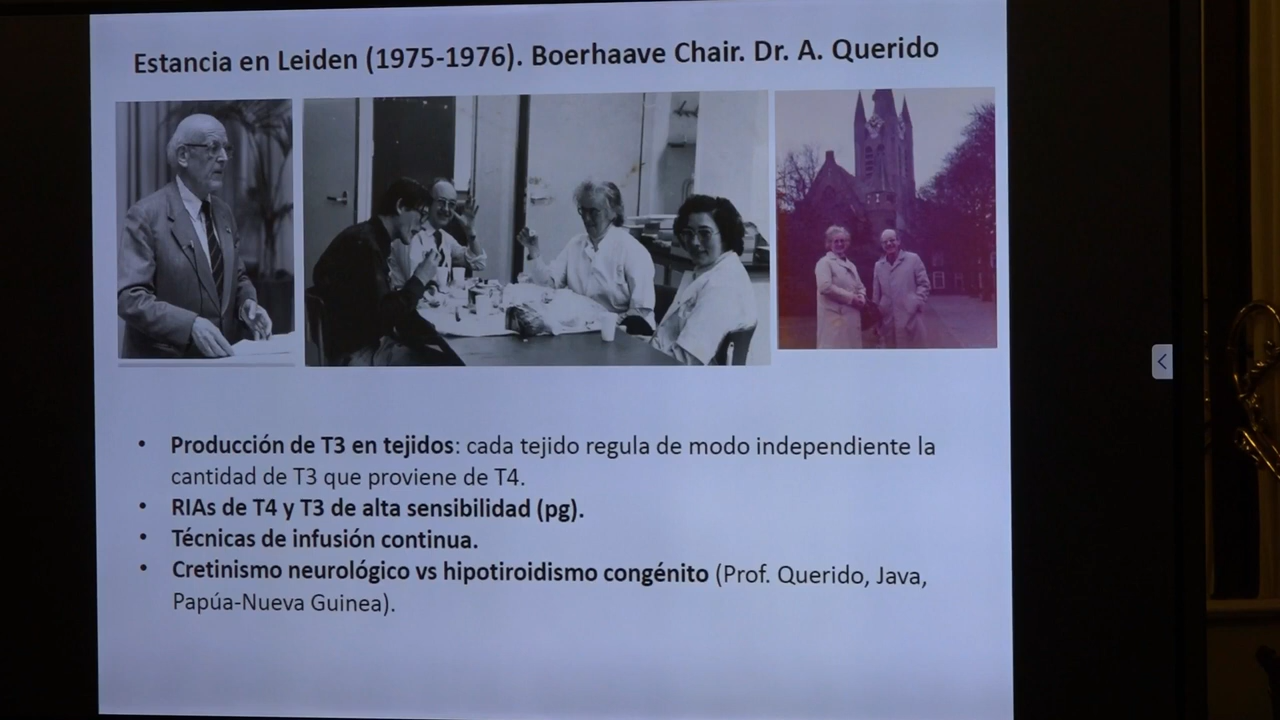 Estancia en Leiden (1975-1976). Boerhaave Chair. Dr. A. Querido
• Producción de T3 en tejidos: cada tejido regula de modo independiente la
cantidad de T3 que proviene de T4.
• RIAs de T4 y T3 de alta sensibilidad (pg).
• Técnicas de infusión continua.
• Cretinismo neurológico vs hipotiroidismo congénito (Prof. Querido, Java,
Papúa-Nueva Guinea).